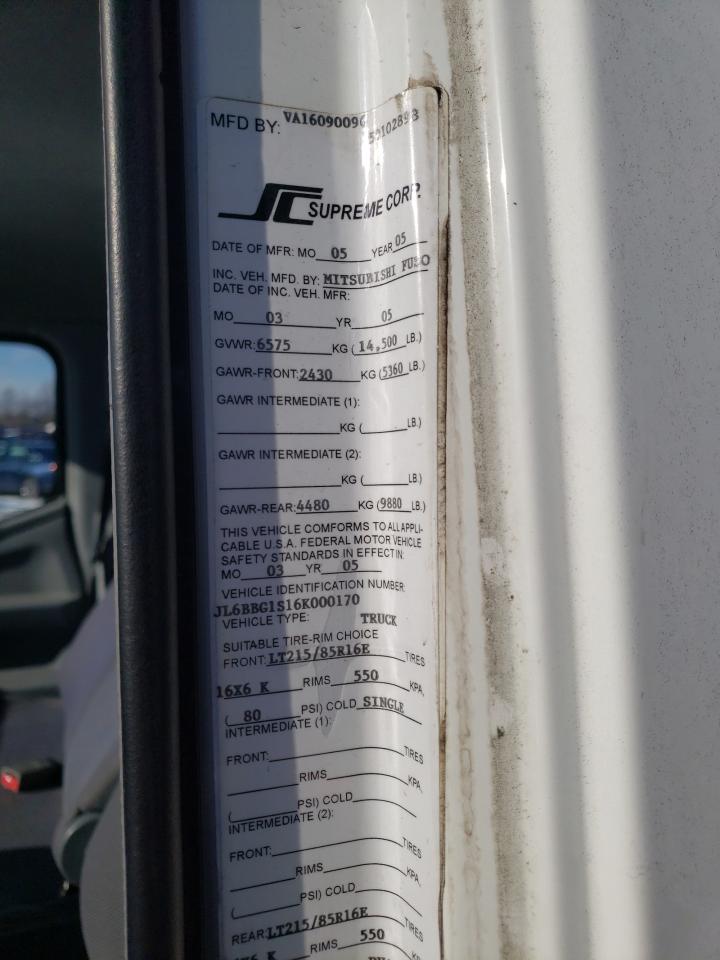 MFD BY: VA1609009G
SC SUPREME CORP.
DATE OF MFR: MO 05 YEAR 05
INC. VEH. MFD. BY: MITSUBISHI FUSO
DATE OF INC. VEH. MFR:
MO 03 YR 05
GVWR: 6575 KG (14,500 LB.)
GAWR-FRONT: 2430 KG (5360 LB.)
GAWR INTERMEDIATE (1):
KG ( LB.)
GAWR INTERMEDIATE (2):
KG ( LB.)
GAWR-REAR: 4480 KG (9880 LB.)
THIS VEHICLE COMFORMS TO ALL APPLI-
CABLE U.S.A. FEDERAL MOTOR VEHICLE
SAFETY STANDARDS IN EFFECT IN:
MO 03 YR 05
VEHICLE IDENTIFICATION NUMBER
JL6BBG1S16K000170
VEHICLE TYPE: TRUCK
SUITABLE TIRE-RIM CHOICE
FRONT: LT215/85R16E TIRES
16X6 K RIMS 550 KPA,
( 80 PSI) COLD SINGLE
INTERMEDIATE (1):
FRONT: TIRES
RIMS KPA,
( PSI) COLD
INTERMEDIATE (2):
FRONT: TIRES
RIMS KPA,
( PSI) COLD
REAR: LT215/85R16E TIRES
K RIMS 550 KPA,